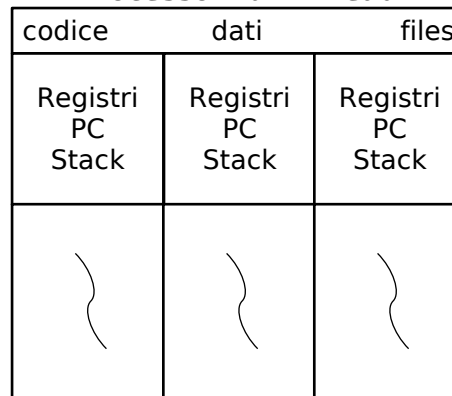 codice dati files
Registri Registri Registri
PC PC PC
Stack Stack Stack